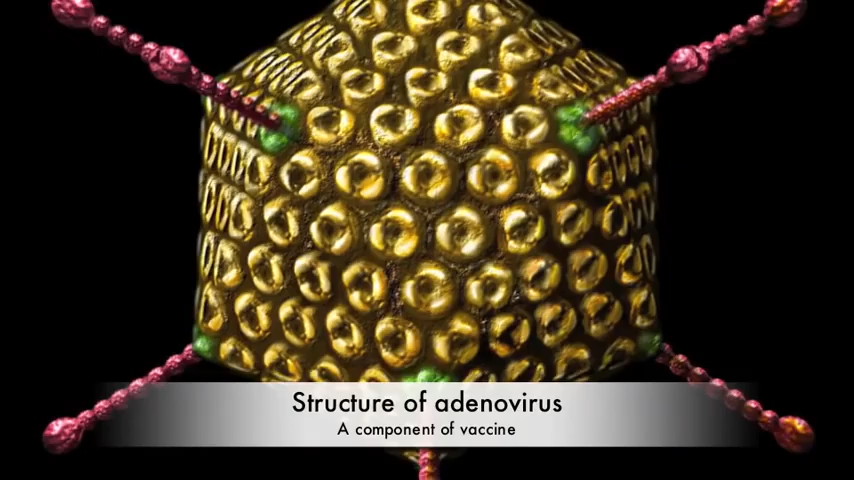 Structure of adenovirus
A component of vaccine